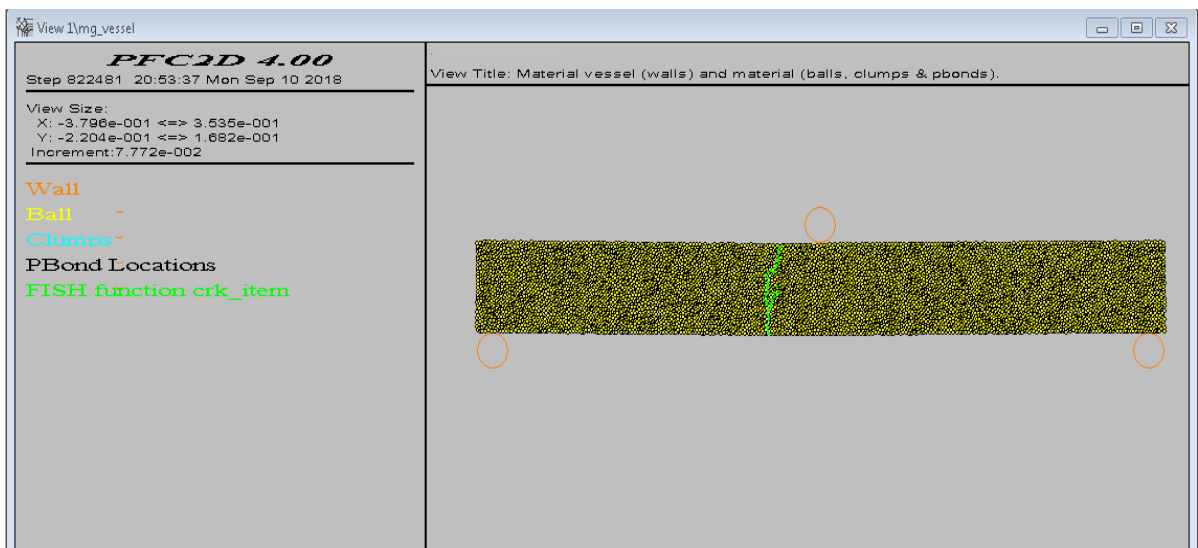 View 1\mg_vessel
PFC2D 4.00
Step 822481 20:53:37 Mon Sep 10 2018
View Size:
X: -3.796e-001 <=> 3.535e-001
Y: -2.204e-001 <=> 1.682e-001
Increment:7.772e-002
Wall
Ball
Clumps
PBond Locations
FISH function crk_item
View Title: Material vessel (walls) and material (balls, clumps & pbonds).